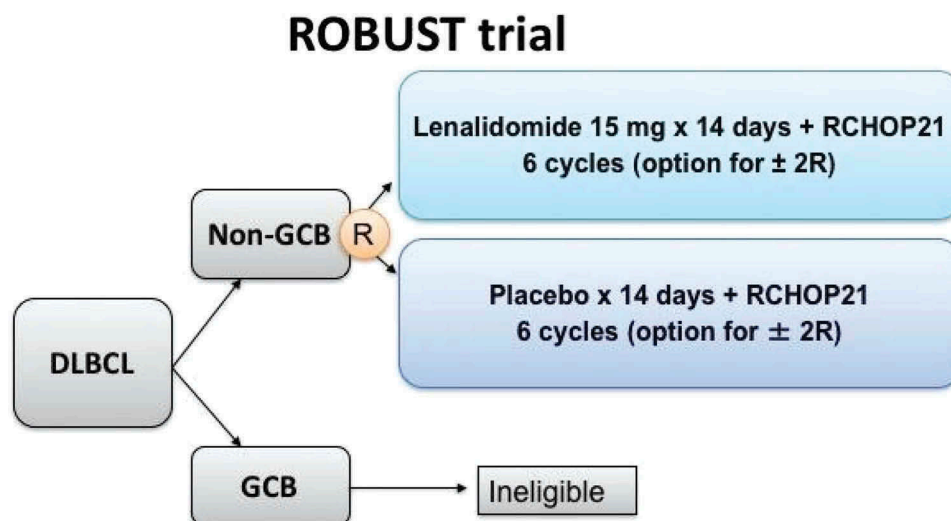 ROBUST trial
Lenalidomide 15 mg x 14 days + RCHOP21
6 cycles (option for ± 2R)
Non-GCB
R
Placebo x 14 days + RCHOP21
6 cycles (option for ± 2R)
DLBCL
GCB
Ineligible